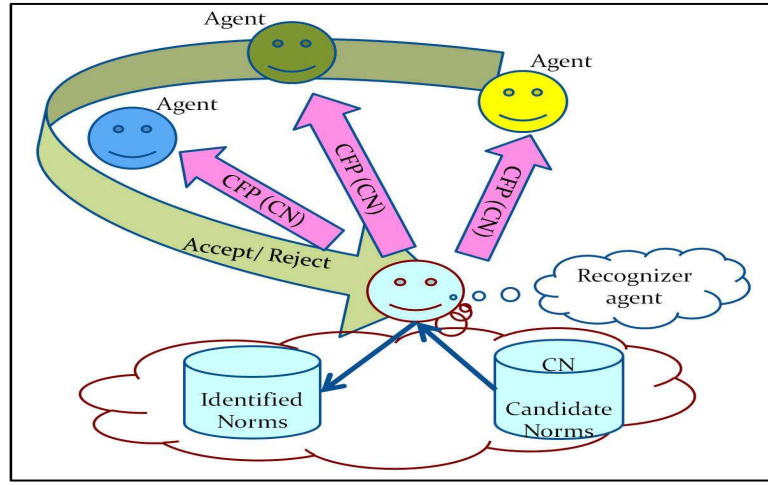 Agent
Agent
Agent
CFP (CN)
CFP (CN)
CFP (CN)
Accept/ Reject
Recognizer
agent
CN
Identified
Norms
Candidate
Norms